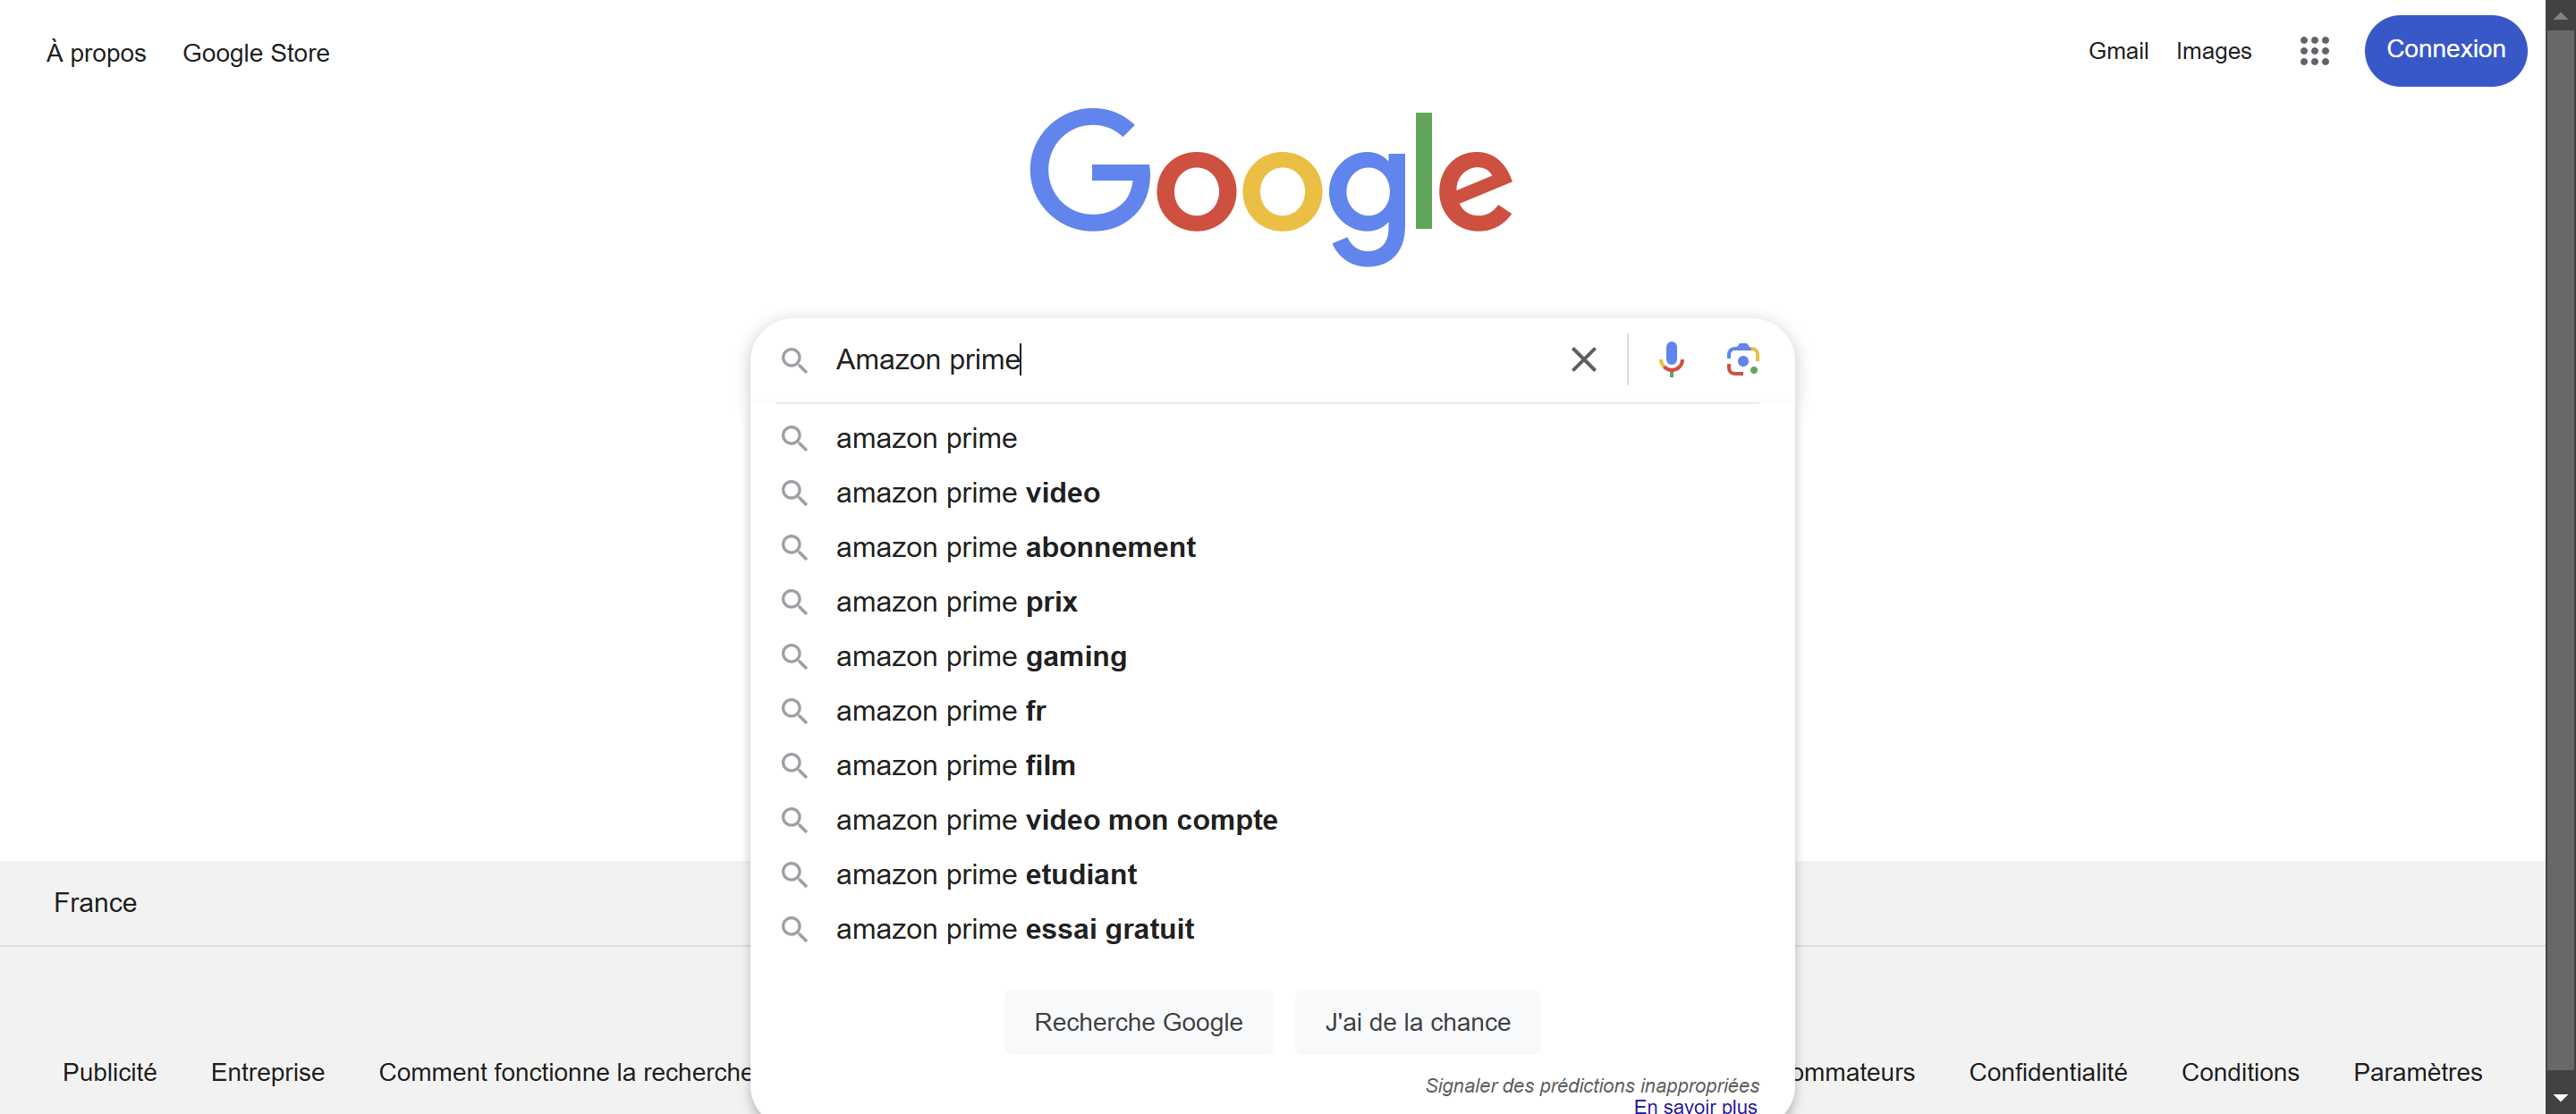 À propos Google Store Gmail Images Connexion
Google
Amazon prime
amazon prime
amazon prime video
amazon prime abonnement
amazon prime prix
amazon prime gaming
amazon prime fr
amazon prime film
amazon prime video mon compte
amazon prime etudiant
amazon prime essai gratuit
France
Recherche Google J'ai de la chance
Publicité Entreprise Comment fonctionne la recherche ommateurs Confidentialité Conditions Paramètres
Signaler des prédictions inappropriées
En savoir plus